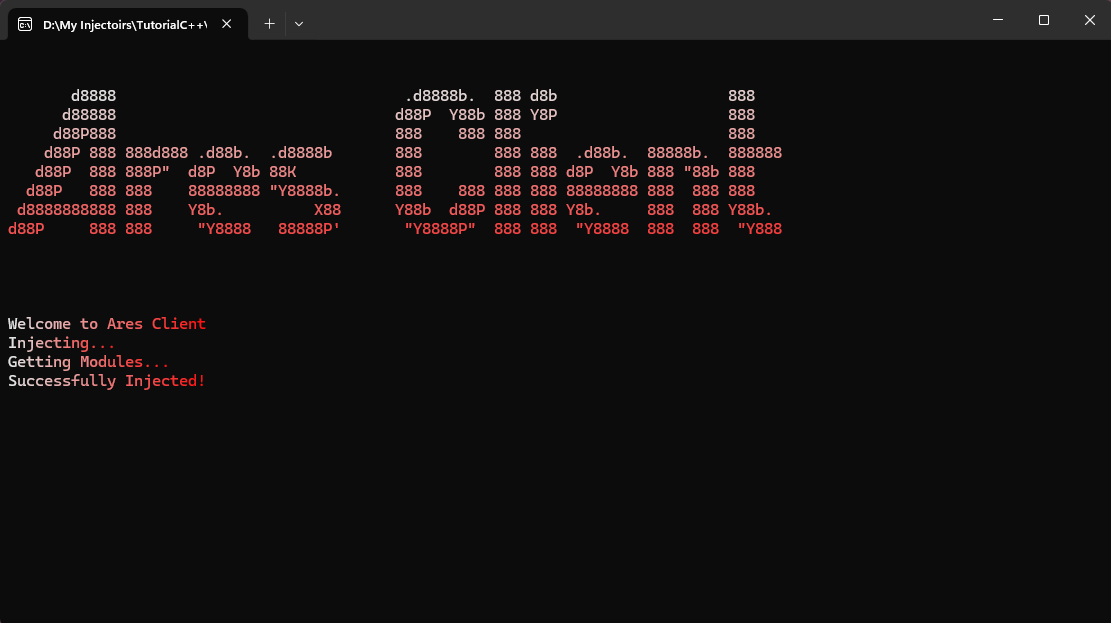 D:\My Injectoirs\TutorialC++\
       d8888                                .d8888b.  888 d8b                   888
      d88888                               d88P  Y88b 888 Y8P                   888
     d88P888                               888    888 888                       888
    d88P 888 888d888 .d88b.  .d8888b       888        888 888  .d88b.  88888b.  888888
   d88P  888 888P"  d8P  Y8b 88K           888        888 888 d8P  Y8b 888 "88b 888
  d88P   888 888    88888888 "Y8888b.      888    888 888 888 88888888 888  888 888
 d8888888888 888    Y8b.          X88      Y88b  d88P 888 888 Y8b.     888  888 Y88b.
d88P     888 888     "Y8888   88888P'       "Y8888P"  888 888  "Y8888  888  888  "Y888
Welcome to Ares Client
Injecting...
Getting Modules...
Successfully Injected!